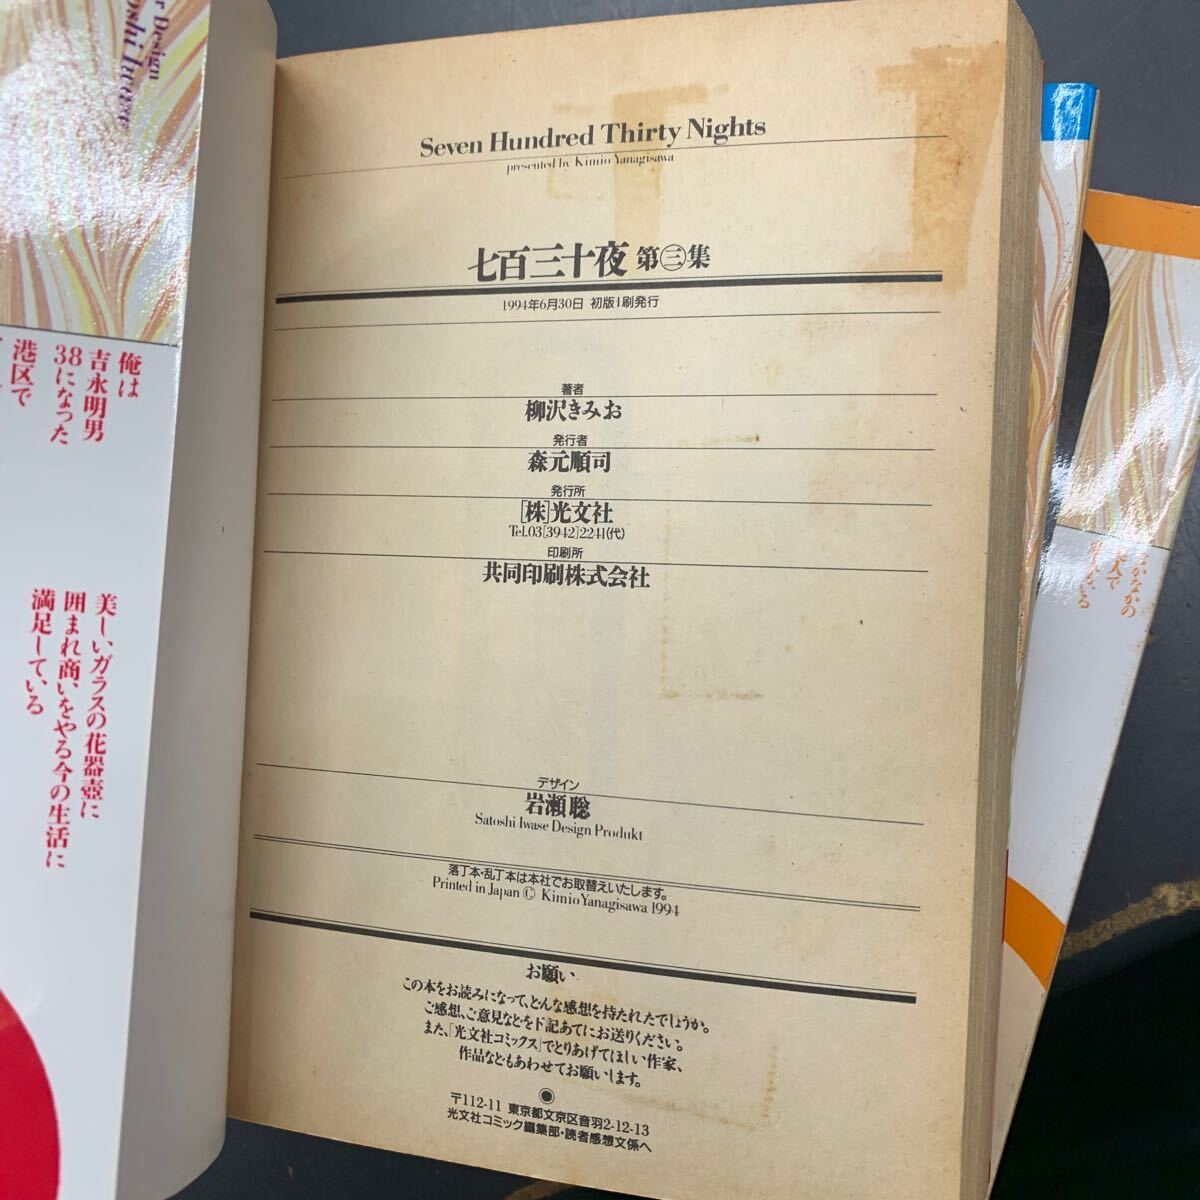 r Design
oshi Iwase
俺は
吉永明男
38になった
港区で
美しいガラスの花器壺に
囲まれ商いをやる今の生活に
満足している
Seven Hundred Thirty Nights
presented by Kimio Yanagisawa
七百三十夜 第㊂集
1994年6月30日 初版1刷発行
著者
柳沢きみお
発行者
森元順司
発行所
[株]光文社
Tel.03[3942]2241(代)
印刷所
共同印刷株式会社
デザイン
岩瀬聡
Satoshi Iwase Design Produkt
落丁本・乱丁本は本社でお取替えいたします。
Printed in Japan © Kimio Yanagisawa 1994
お願い
この本をお読みになって、どんな感想を持たれたでしょうか。
ご感想、ご意見などを下記あてにお送りください。
また、「光文社コミックス」でとりあげてほしい作家、
作品などもあわせてお願いします。
◉
〒112-11 東京都文京区音羽2-12-13
光文社コミック編集部・読者感想文係へ
なかなかの